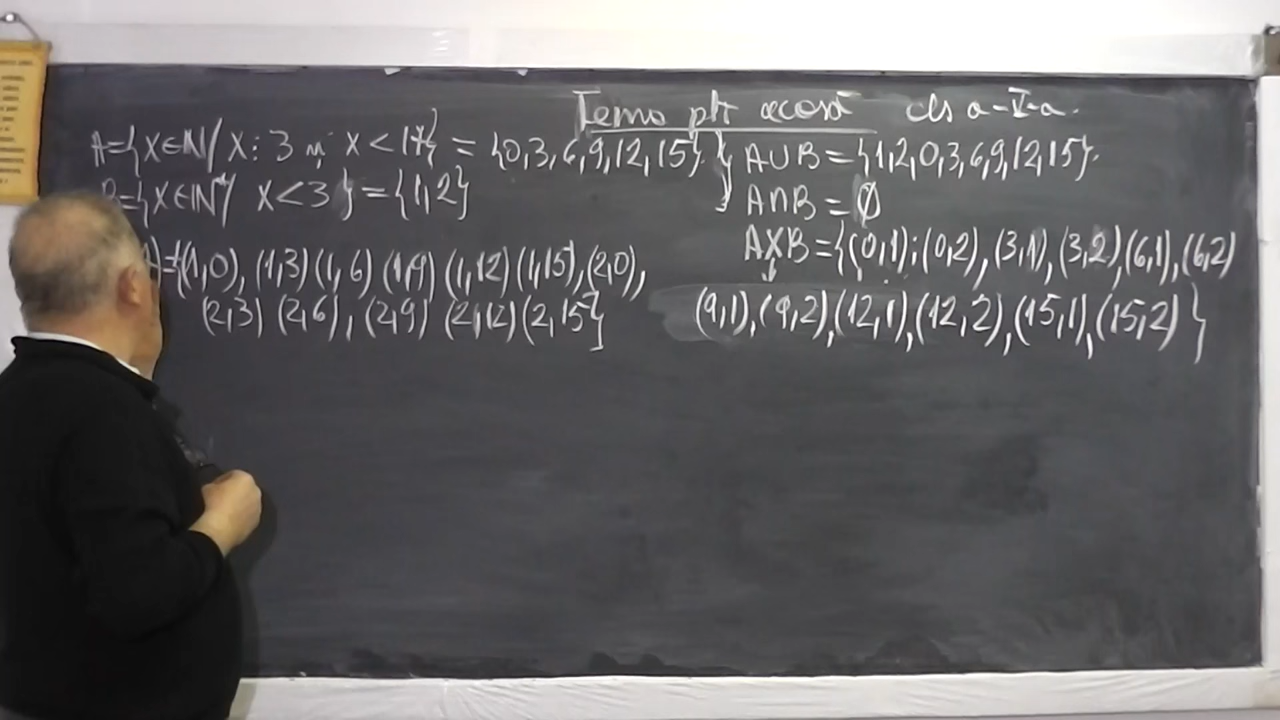 Temo ptr acasă cls a-V-a.
A={x∈ℕ/ x⋮3 și x<17} = {0,3,6,9,12,15}. } A∪B={1,2,0,3,6,9,12,15}.
B={x∈ℕ*/ x<3}={1,2} A∩B=∅
A×B={(0,1);(0,2),(3,1),(3,2),(6,1),(6,2)
A={(1,0),(1,3)(1,6)(1,9)(1,12)(1,15),(2,0),
(2,3)(2,6),(2,9)(2,12)(2,15} (9,1),(9,2),(12,1),(12,2),(15,1),(15,2)}